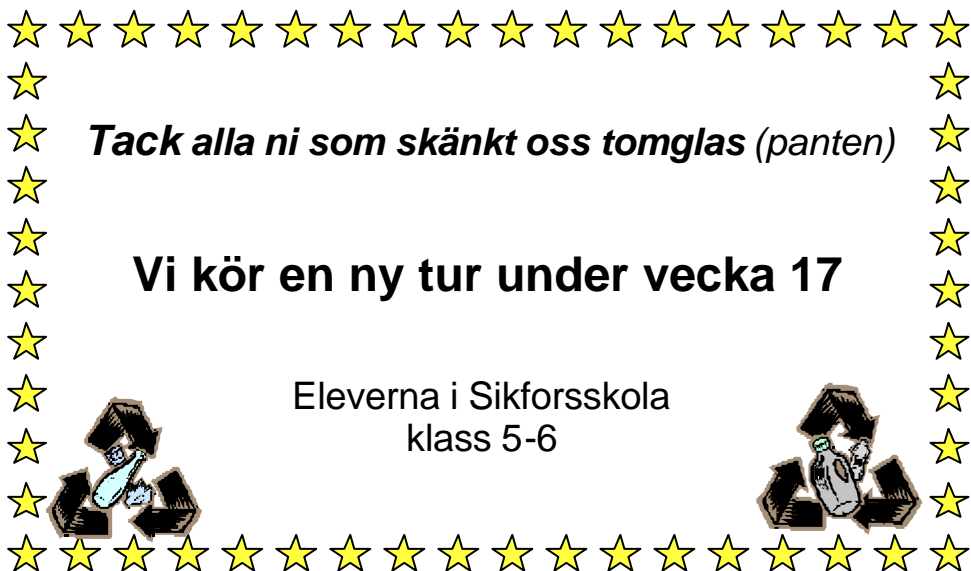 Tack alla ni som skänkt oss tomglas (panten)
Vi kör en ny tur under vecka 17
Eleverna i Sikforsskola
klass 5-6